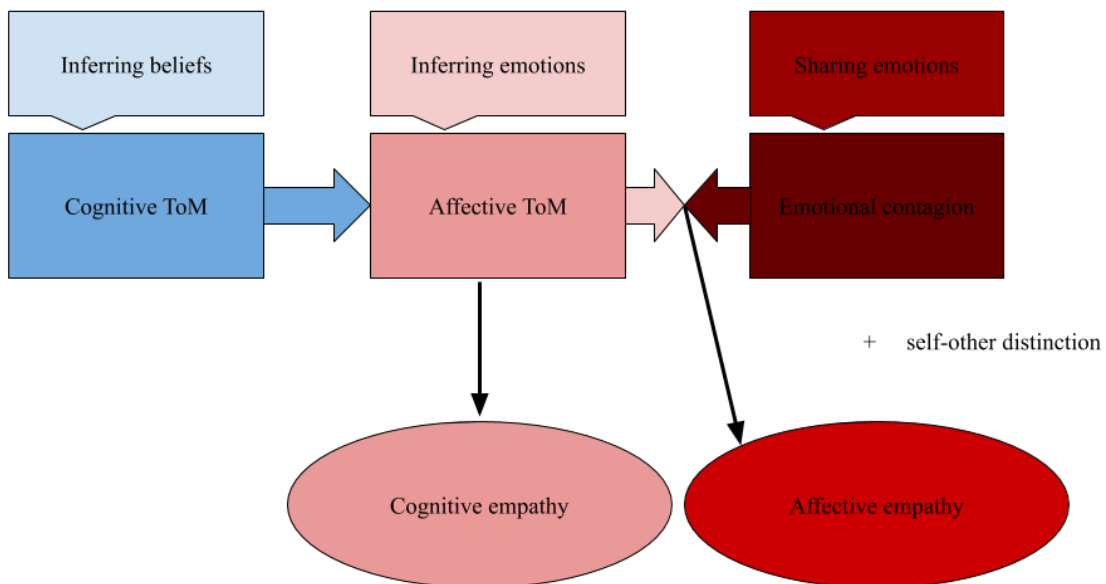 Inferring beliefs
Inferring emotions
Sharing emotions
Cognitive ToM
Affective ToM
Emotional contagion
+ self-other distinction
Cognitive empathy
Affective empathy